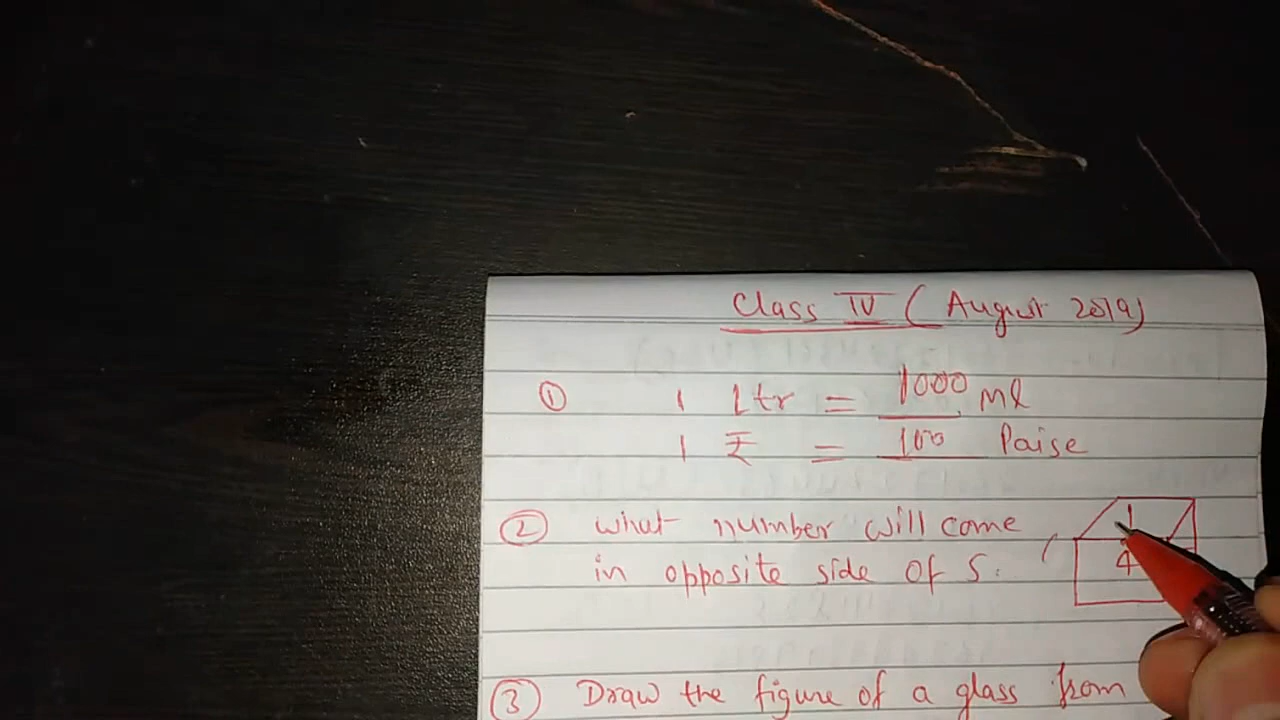 Class IV (August 2019)
① 1 Ltr = 1000 Ml
1 ₹ = 100 Paise
② What number will come
in opposite side of 5.
1
4
③ Draw the figure of a glass from